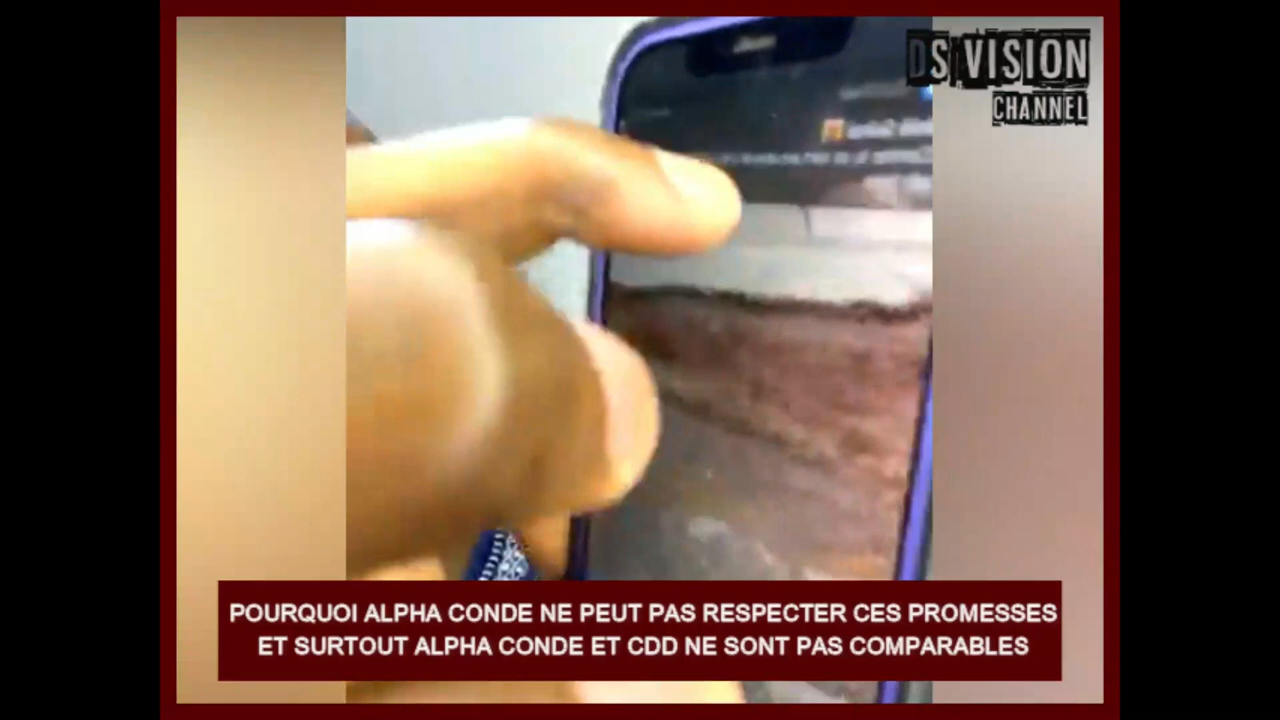 DS VISION
CHANNEL
POURQUOI ALPHA CONDE NE PEUT PAS RESPECTER CES PROMESSES
ET SURTOUT ALPHA CONDE ET CDD NE SONT PAS COMPARABLES